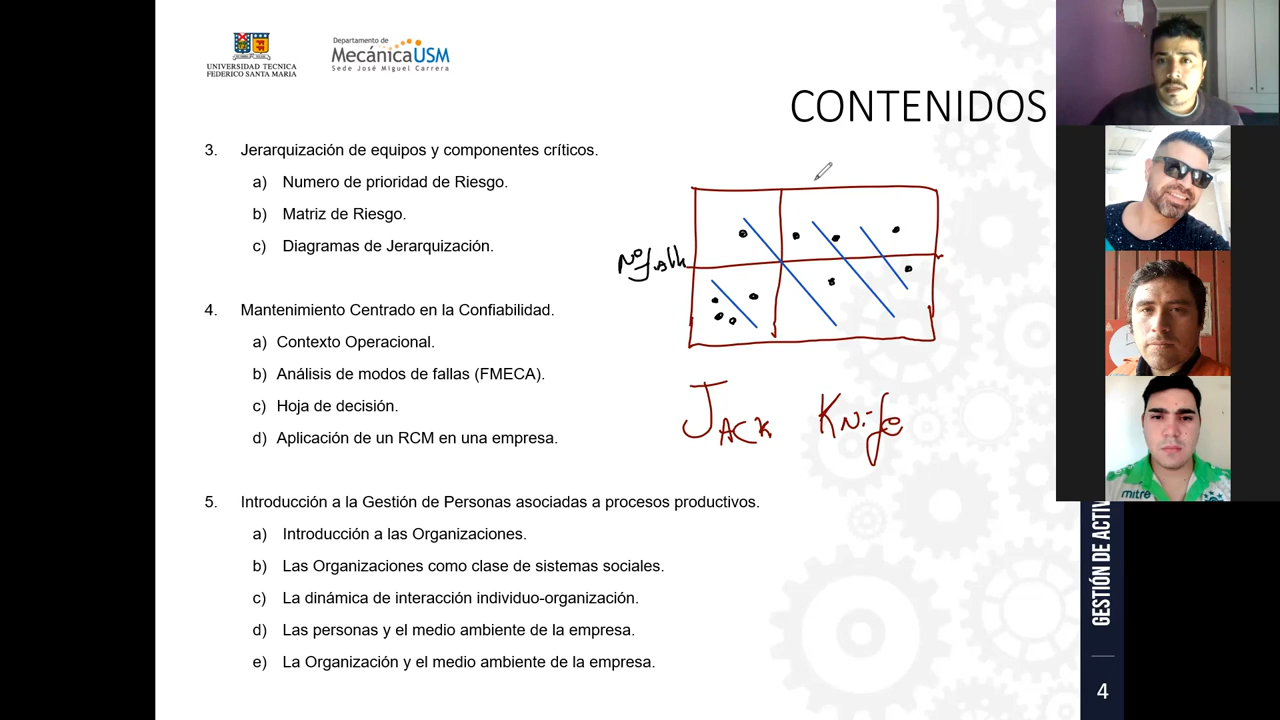 UNIVERSIDAD TECNICA
FEDERICO SANTA MARIA
Departamento de
MecánicaUSM
Sede José Miguel Carrera
CONTENIDOS
3. Jerarquización de equipos y componentes críticos.
a) Numero de prioridad de Riesgo.
b) Matriz de Riesgo.
c) Diagramas de Jerarquización.
4. Mantenimiento Centrado en la Confiabilidad.
a) Contexto Operacional.
b) Análisis de modos de fallas (FMECA).
c) Hoja de decisión.
d) Aplicación de un RCM en una empresa.
5. Introducción a la Gestión de Personas asociadas a procesos productivos.
a) Introducción a las Organizaciones.
b) Las Organizaciones como clase de sistemas sociales.
c) La dinámica de interacción individuo-organización.
d) Las personas y el medio ambiente de la empresa.
e) La Organización y el medio ambiente de la empresa.
Nº
JACK Knife
mitre
GESTIÓN DE ACTIV
4